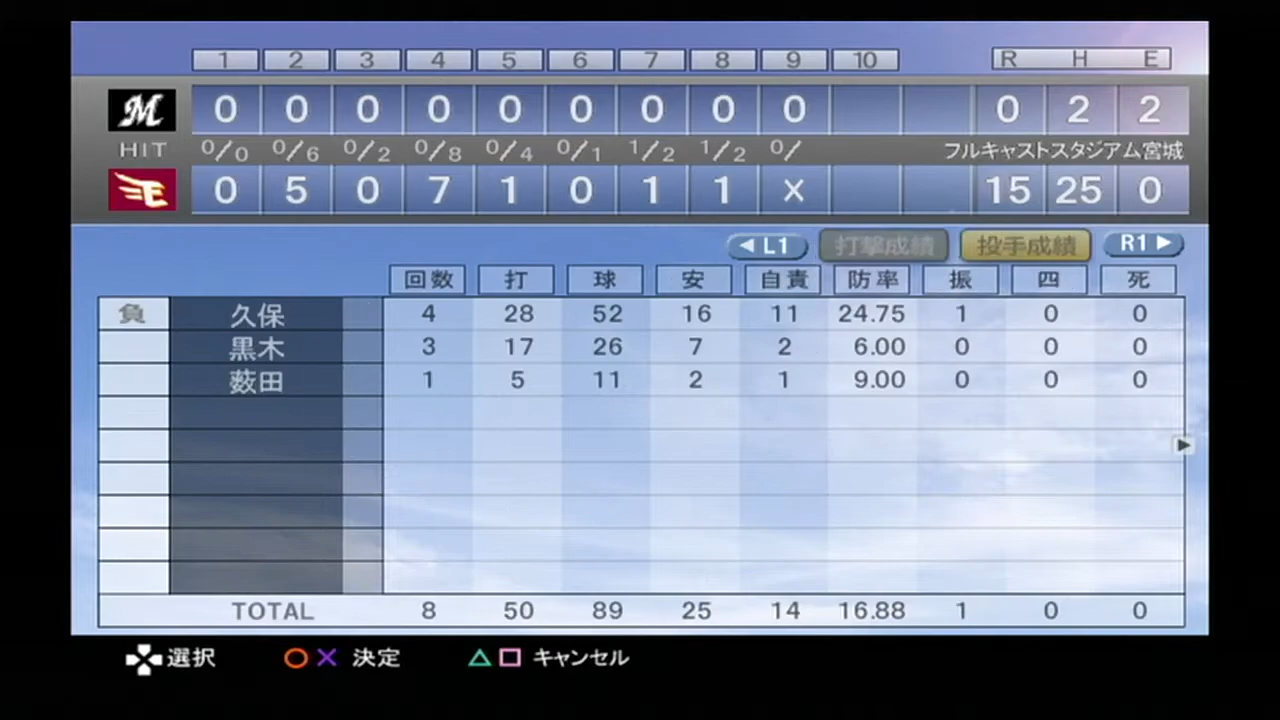 1 2 3 4 5 6 7 8 9 10 R H E
M 0 0 0 0 0 0 0 0 0 0 2 2
HIT 0/0 0/6 0/2 0/8 0/4 0/1 1/2 1/2 0/ フルキャストスタジアム宮城
E 0 5 0 7 1 0 1 1 X 15 25 0
◀ L1 打撃成績 投手成績 R1 ▶
回数 打 球 安 自責 防率 振 四 死
負 久保 4 28 52 16 11 24.75 1 0 0
黒木 3 17 26 7 2 6.00 0 0 0
薮田 1 5 11 2 1 9.00 0 0 0
TOTAL 8 50 89 25 14 16.88 1 0 0
選択 ○× 決定 △□ キャンセル